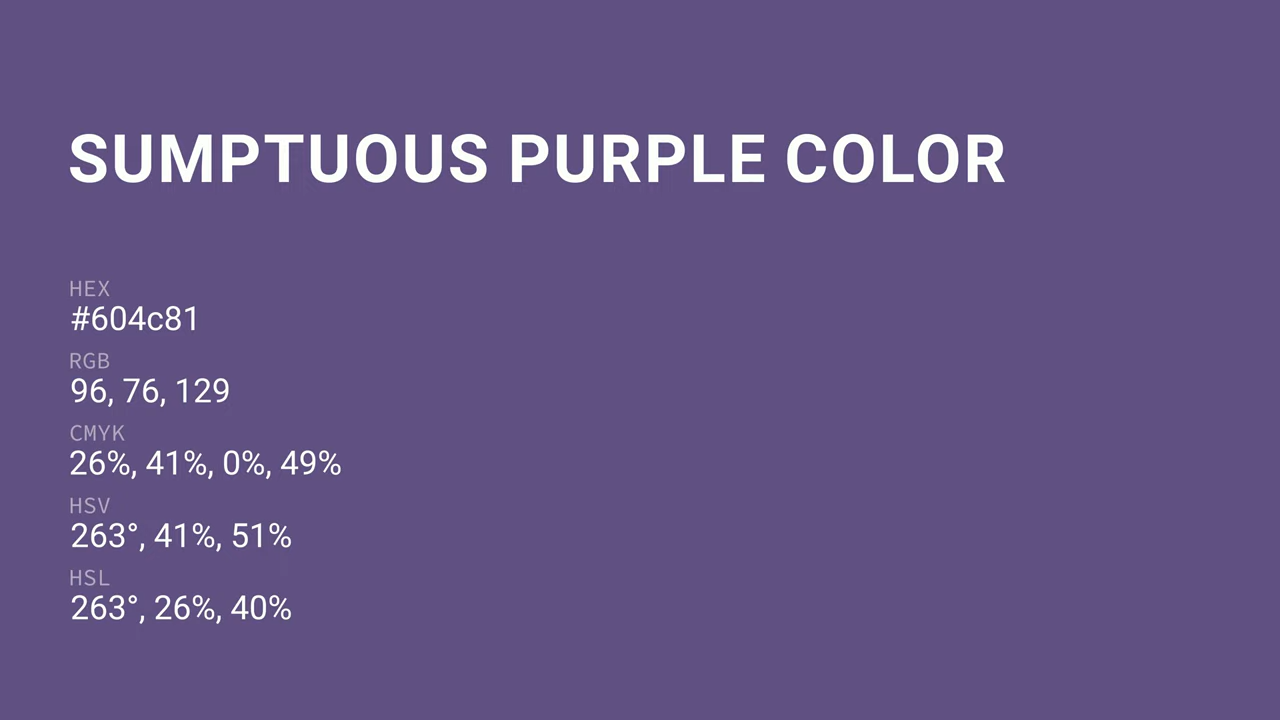 SUMPTUOUS PURPLE COLOR
HEX
#604c81
RGB
96, 76, 129
CMYK
26%, 41%, 0%, 49%
HSV
263°, 41%, 51%
HSL
263°, 26%, 40%